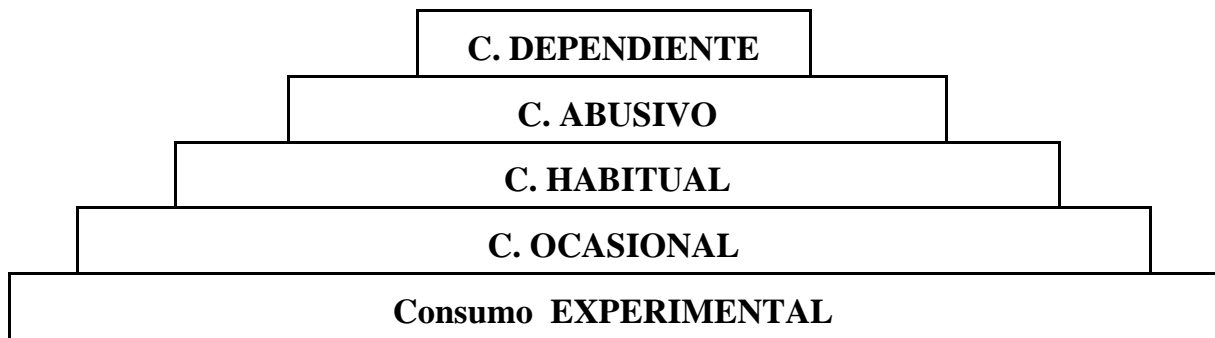 C. DEPENDIENTE
C. ABUSIVO
C. HABITUAL
C. OCASIONAL
Consumo EXPERIMENTAL